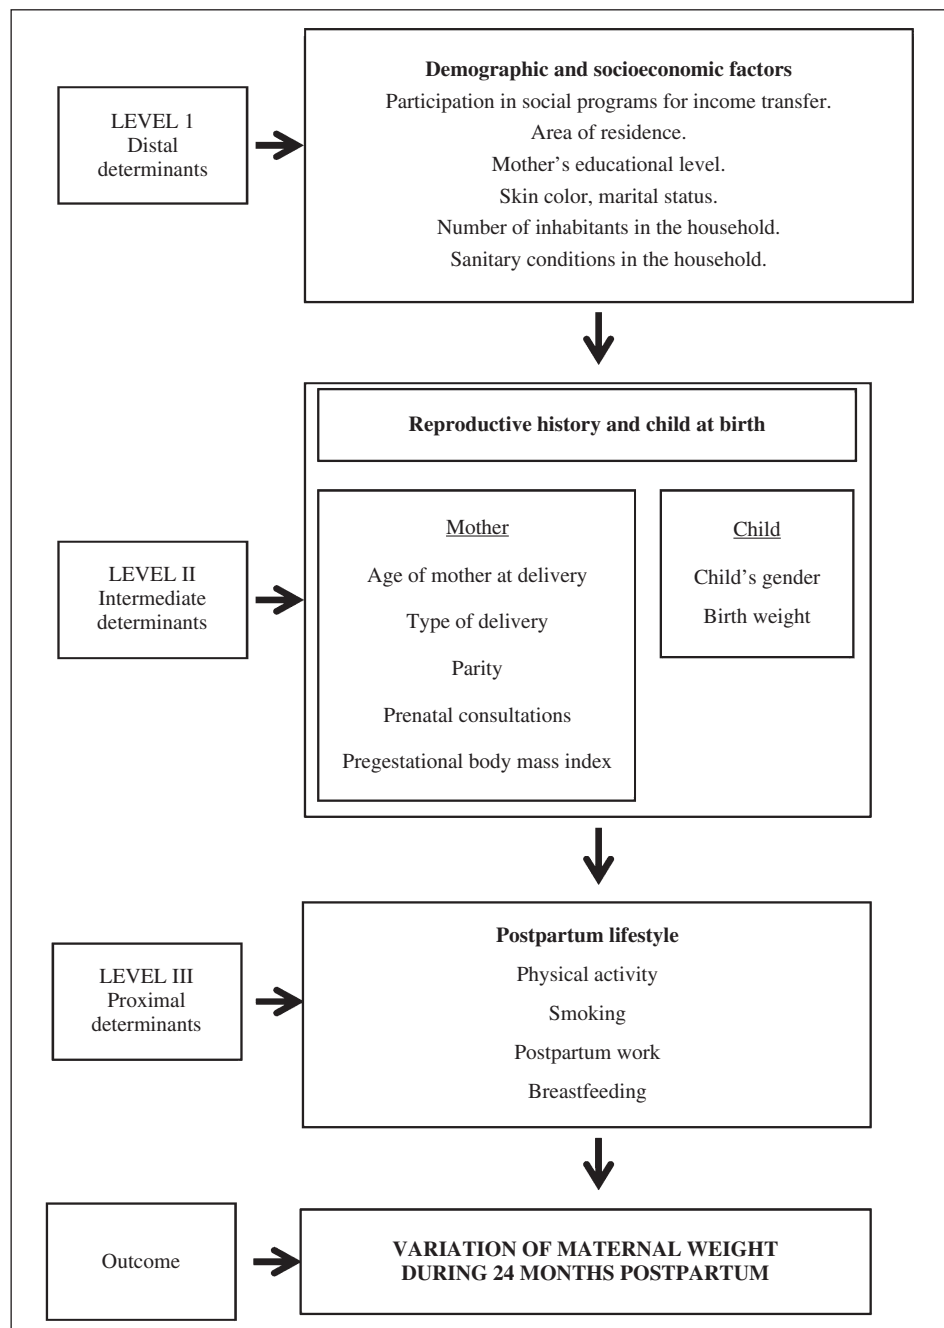 LEVEL 1
Distal
determinants
Demographic and socioeconomic factors
Participation in social programs for income transfer.
Area of residence.
Mother's educational level.
Skin color, marital status.
Number of inhabitants in the household.
Sanitary conditions in the household.
Reproductive history and child at birth
LEVEL II
Intermediate
determinants
Mother
Age of mother at delivery
Type of delivery
Parity
Prenatal consultations
Pregestational body mass index
Child
Child's gender
Birth weight
LEVEL III
Proximal
determinants
Postpartum lifestyle
Physical activity
Smoking
Postpartum work
Breastfeeding
Outcome
VARIATION OF MATERNAL WEIGHT
DURING 24 MONTHS POSTPARTUM